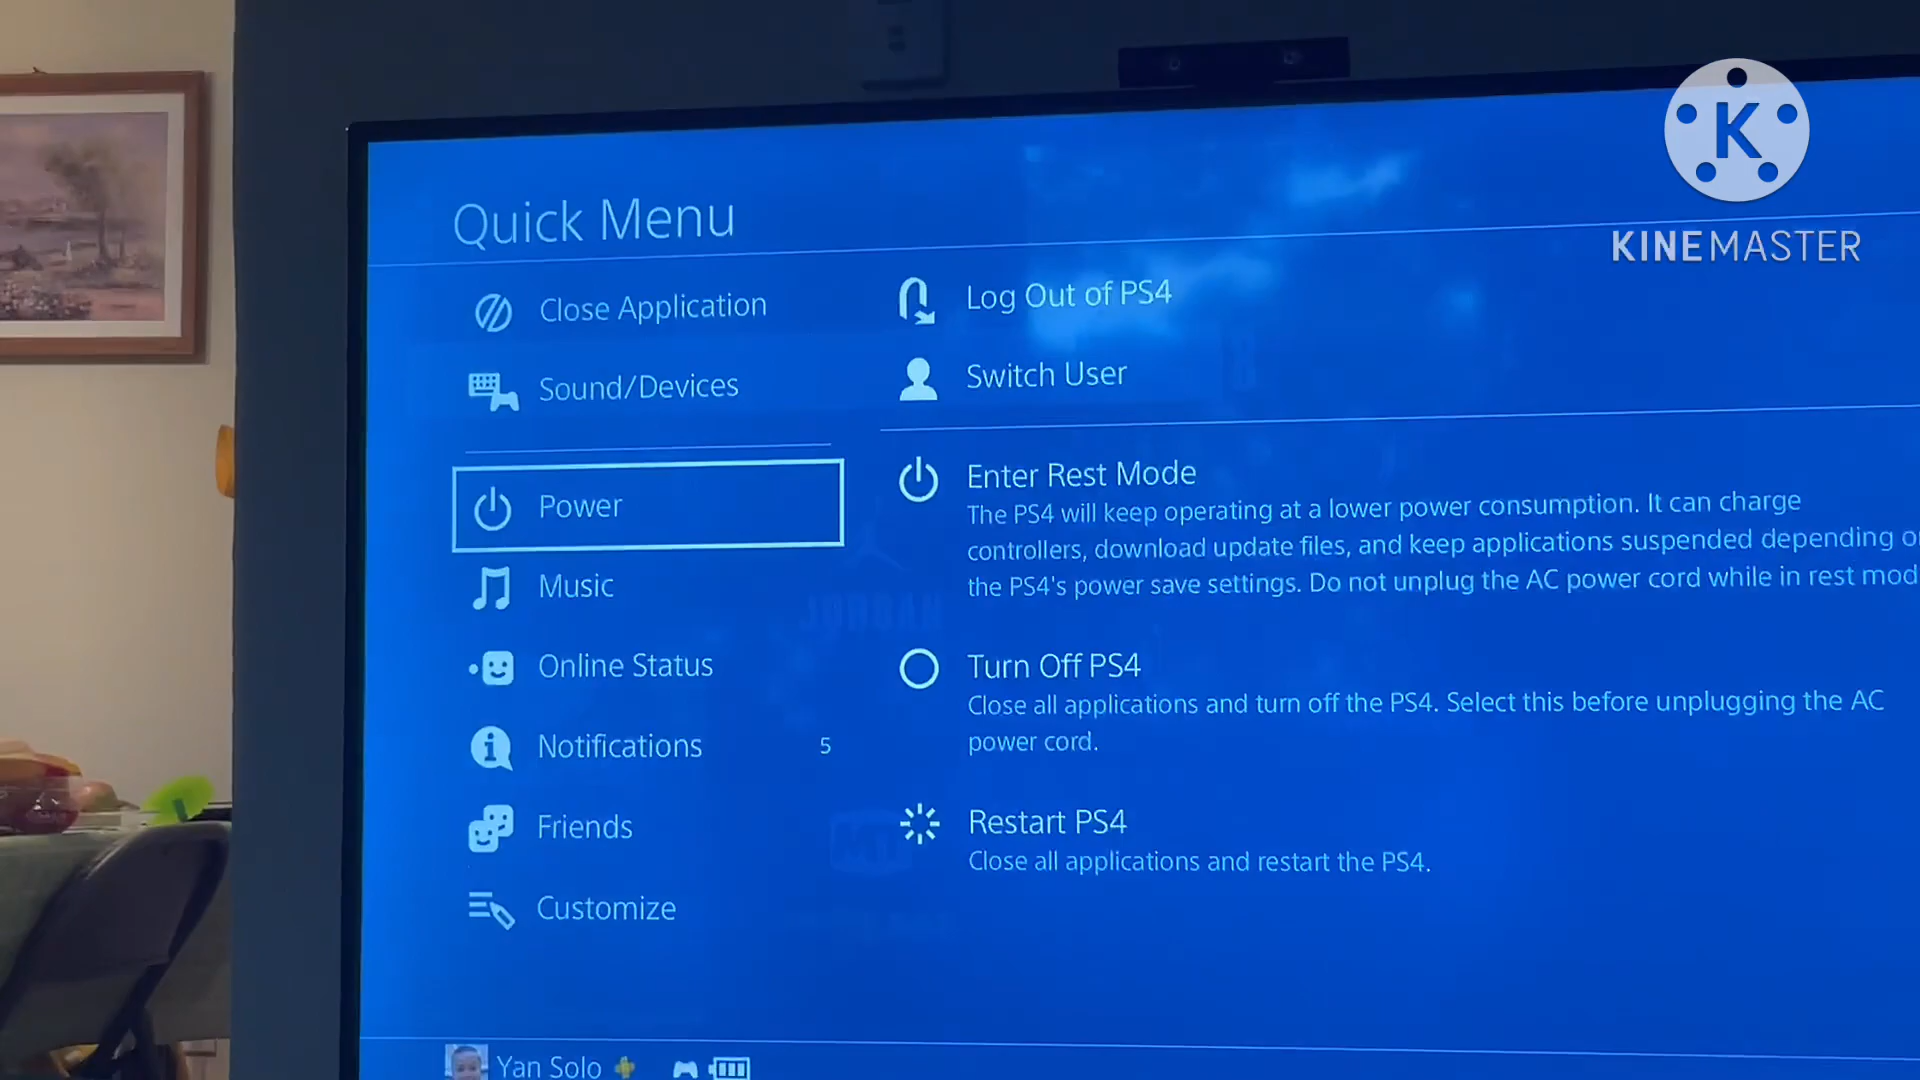 K
KINEMASTER
Quick Menu
Close Application
Sound/Devices
Power
Music
Online Status
Notifications 5
Friends
Customize
Log Out of PS4
Switch User
Enter Rest Mode
The PS4 will keep operating at a lower power consumption. It can charge
controllers, download update files, and keep applications suspended depending
the PS4's power save settings. Do not unplug the AC power cord while in rest
Turn Off PS4
Close all applications and turn off the PS4. Select this before unplugging the AC
power cord.
Restart PS4
Close all applications and restart the PS4.
JORDAN
Yan Solo